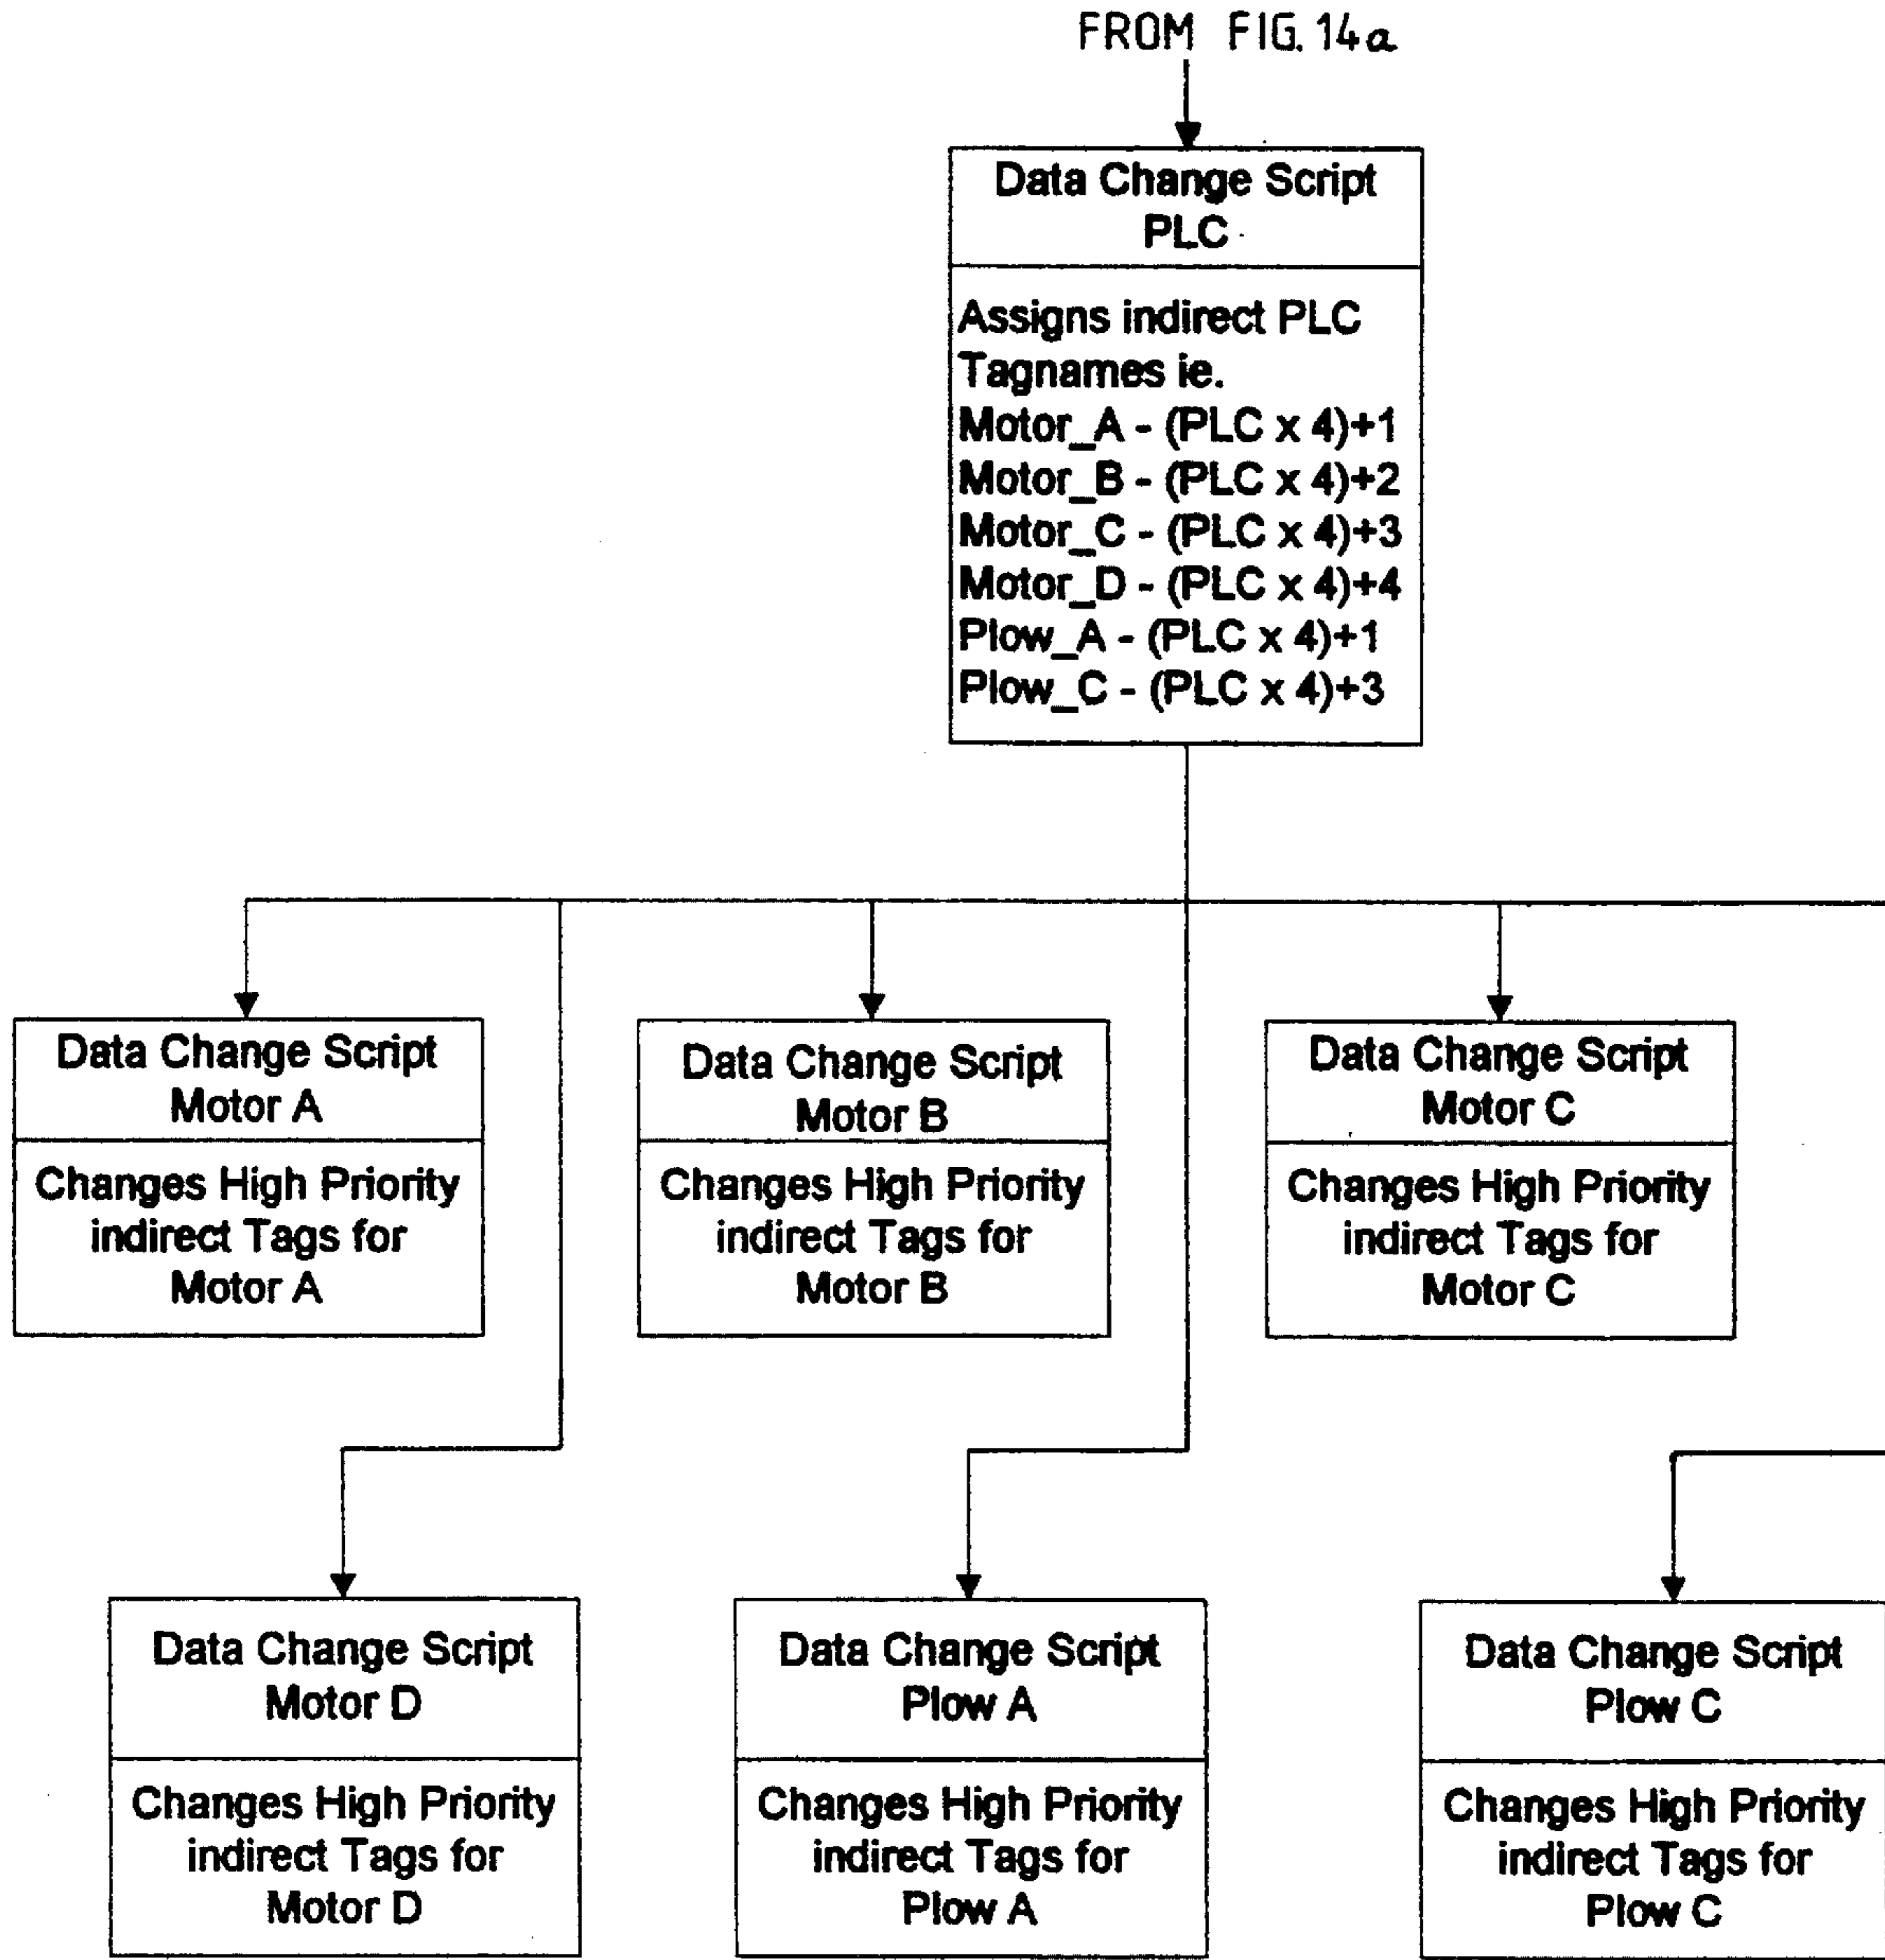 FROM FIG. 14a
Data Change Script
PLC
Assigns indirect PLC
Tagnames ie.
Motor_A - (PLC x 4)+1
Motor_B - (PLC x 4)+2
Motor_C - (PLC x 4)+3
Motor_D - (PLC x 4)+4
Plow_A - (PLC x 4)+1
Plow_C - (PLC x 4)+3
Data Change Script
Motor A
Changes High Priority
indirect Tags for
Motor A
Data Change Script
Motor B
Changes High Priority
indirect Tags for
Motor B
Data Change Script
Motor C
Changes High Priority
indirect Tags for
Motor C
Data Change Script
Motor D
Changes High Priority
indirect Tags for
Motor D
Data Change Script
Plow A
Changes High Priority
indirect Tags for
Plow A
Data Change Script
Plow C
Changes High Priority
indirect Tags for
Plow C